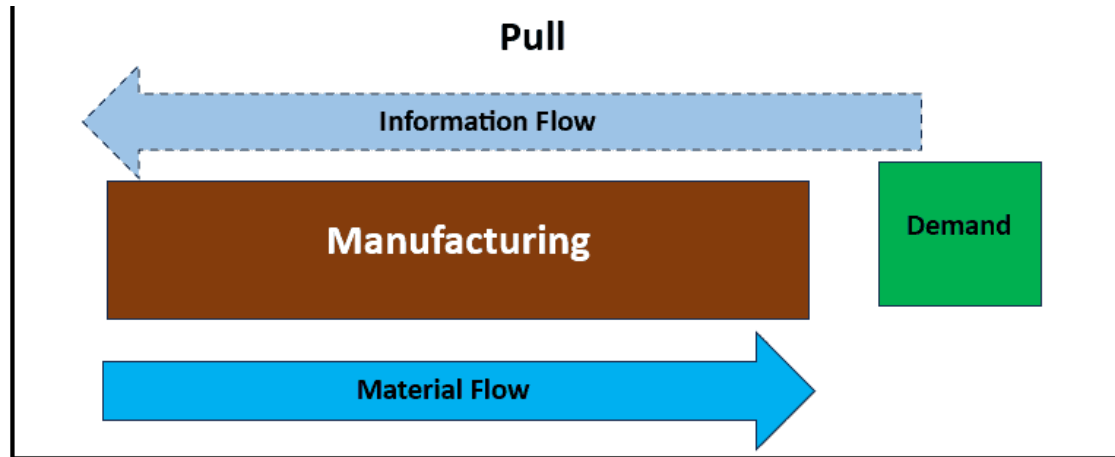 Pull
Information Flow
Manufacturing
Demand
Material Flow